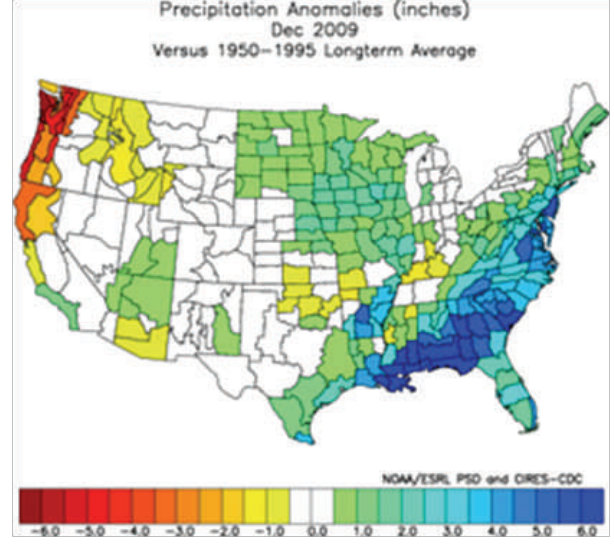 Precipitation Anomalies (inches)
Dec 2009
Versus 1950-1995 Longterm Average
NOAA/ESRL PSD and CIRES-CDC
-6.0 -5.0 -4.0 -3.0 -2.0 -1.0 0.0 1.0 2.0 3.0 4.0 5.0 6.0